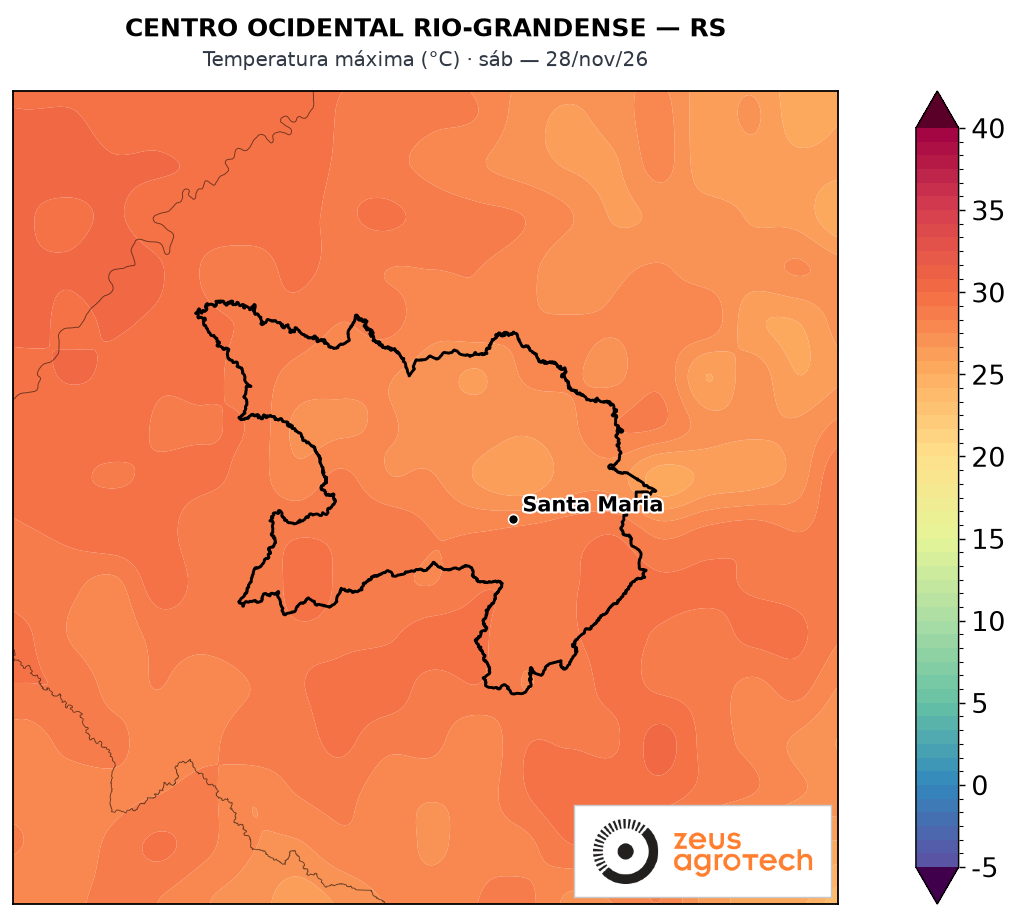 CENTRO OCIDENTAL RIO-GRANDENSE — RS
Temperatura máxima (°C) · sáb — 28/nov/26
40
35
30
25
20
15
10
5
0
-5
Santa Maria
zeus
agrotech